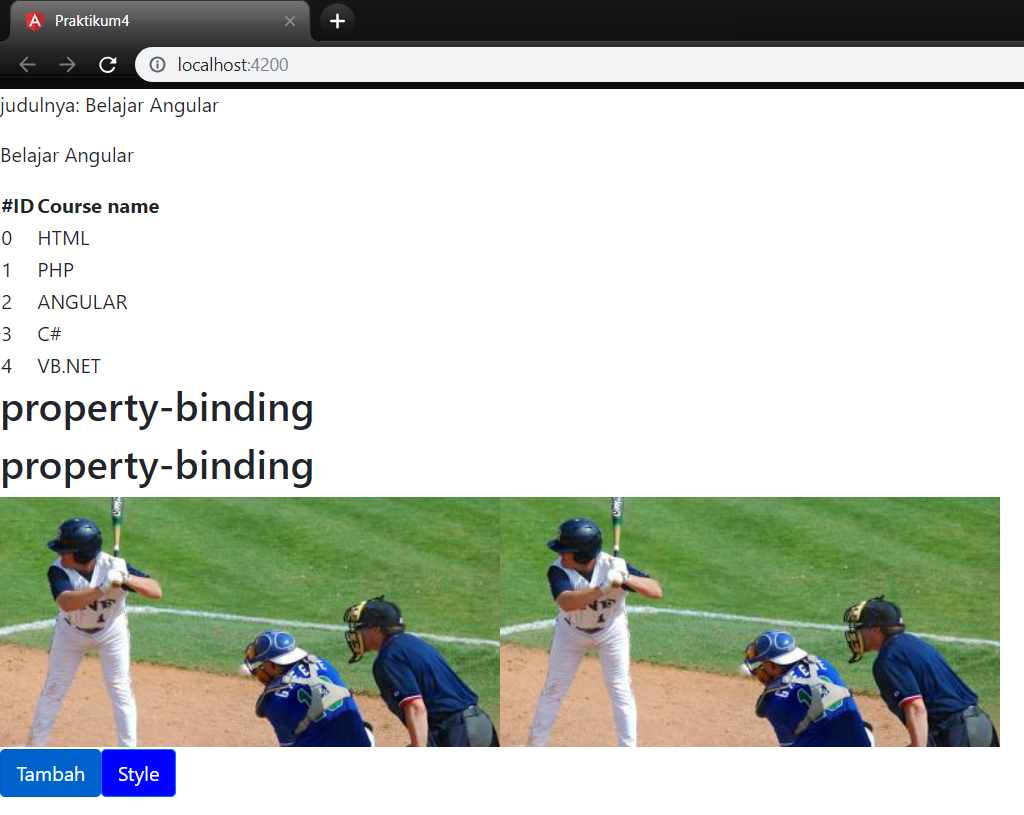 Praktikum4
localhost:4200
judulnya: Belajar Angular
Belajar Angular
#ID Course name
0 HTML
1 PHP
2 ANGULAR
3 C#
4 VB.NET
property-binding
property-binding
Tambah Style